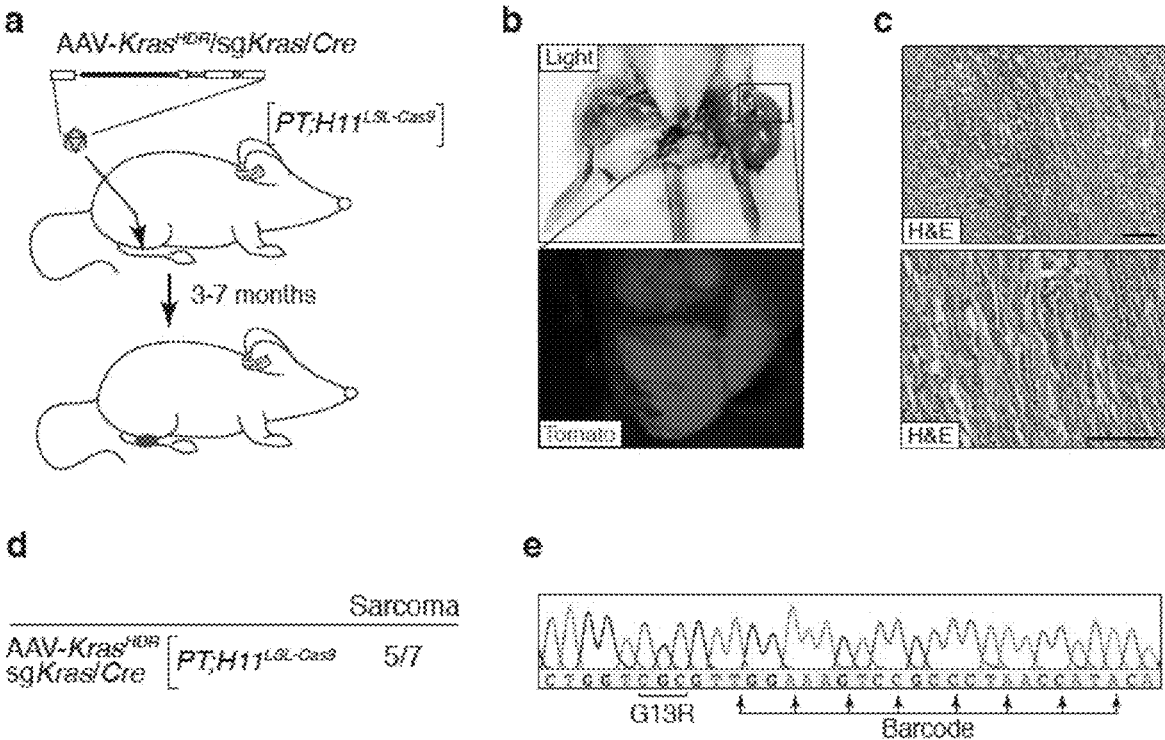 a
AAV-Kras^HDR/sgKras/Cre
[PT;H11^LSL-Cas9]
3-7 months
b
Light
Tomato
c
H&E
H&E
d
Sarcoma
AAV-Kras^HDR
sgKras/Cre
[PT;H11^LSL-Cas9
5/7
e
C T G G T C G C G T T G G A A A G T C C G C C C T A A C C A T A C A
G13R
Barcode